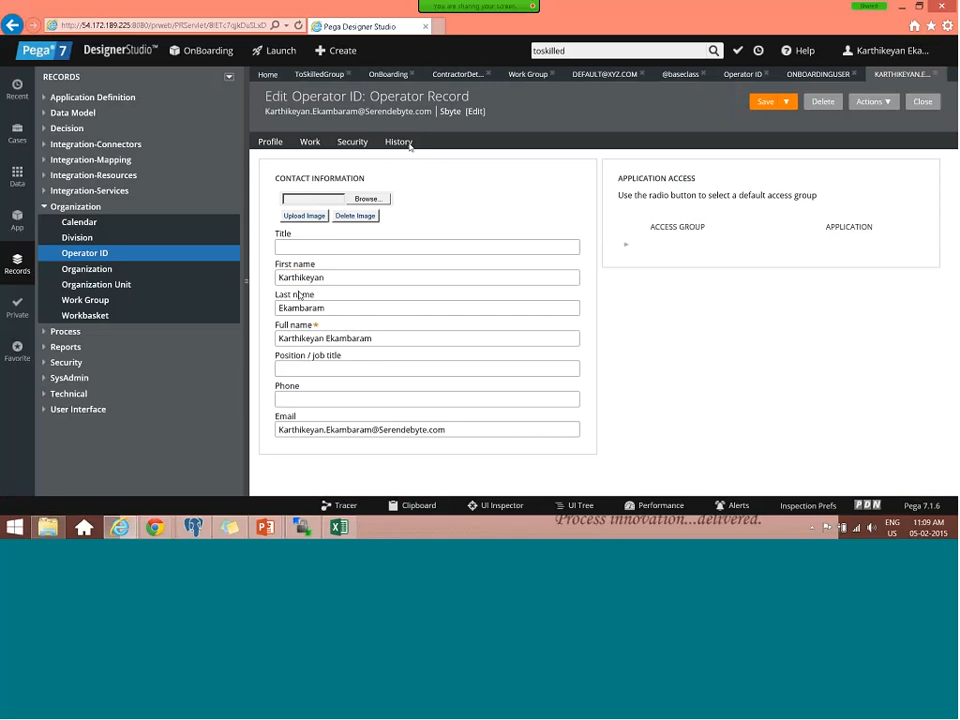 You are sharing your screen.
Shared
http://54.172.189.225:8080/prweb/PRServlet/
Pega Designer Studio
Pega 7 DesignerStudio™ OnBoarding Launch Create toskilled Help Karthikeyan Eka...
Home ToSkilledGroup OnBoarding ContractorDet... Work Group DEFAULT@XYZ.COM @baseclass Operator ID ONBOARDINGUSER KARTHIKEYAN.E...
Recent
Cases
Data
App
Records
Private
Favorite
RECORDS
Application Definition
Data Model
Decision
Integration-Connectors
Integration-Mapping
Integration-Resources
Integration-Services
Organization
Calendar
Division
Operator ID
Organization
Organization Unit
Work Group
Workbasket
Process
Reports
Security
SysAdmin
Technical
User Interface
Edit Operator ID: Operator Record
Karthikeyan.Ekambaram@Serendebyte.com | Sbyte [Edit]
Save Delete Actions Close
Profile Work Security History
CONTACT INFORMATION
Browse...
Upload Image Delete Image
Title
First name
Karthikeyan
Last name
Ekambaram
Full name
Karthikeyan Ekambaram
Position / job title
Phone
Email
Karthikeyan.Ekambaram@Serendebyte.com
APPLICATION ACCESS
Use the radio button to select a default access group
ACCESS GROUP APPLICATION
Tracer Clipboard UI Inspector UI Tree Performance Alerts Inspection Prefs PDN Pega 7.1.6
Process innovation...delivered.
ENG 11:09 AM
US 05-02-2015